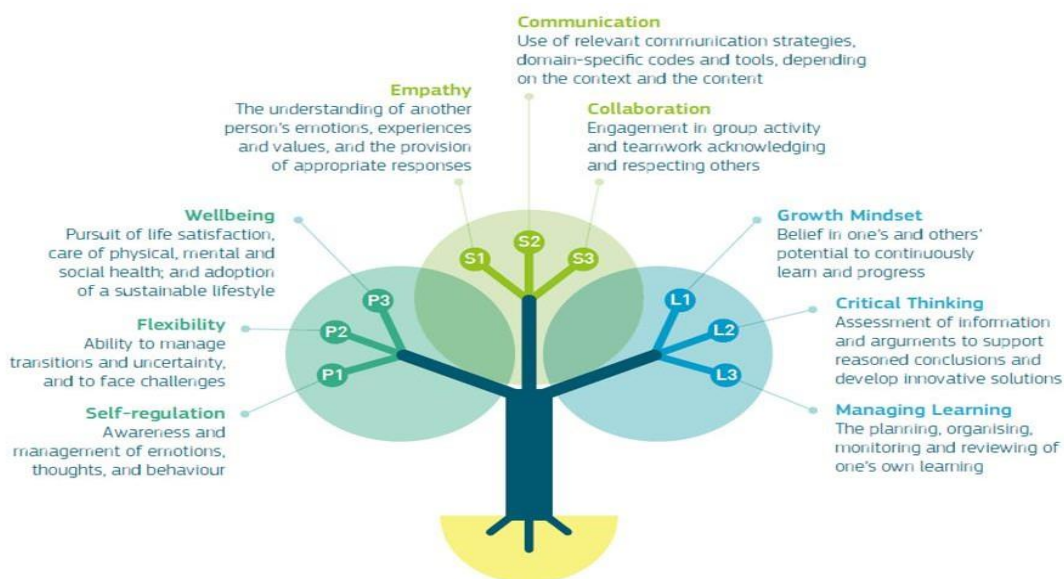 Communication
Use of relevant communication strategies,
domain-specific codes and tools, depending
on the context and the content
Empathy
The understanding of another
person's emotions, experiences
and values, and the provision
of appropriate responses
Collaboration
Engagement in group activity
and teamwork acknowledging
and respecting others
Wellbeing
Pursuit of life satisfaction,
care of physical, mental and
social health; and adoption
of a sustainable lifestyle
Flexibility
Ability to manage
transitions and uncertainty,
and to face challenges
Self-regulation
Awareness and
management of emotions,
thoughts, and behaviour
P3
P2
P1
S1
S2
S3
L1
L2
L3
Growth Mindset
Belief in one's and others'
potential to continuously
learn and progress
Critical Thinking
Assessment of information
and arguments to support
reasoned conclusions and
develop innovative solutions
Managing Learning
The planning, organising,
monitoring and reviewing of
one's own learning